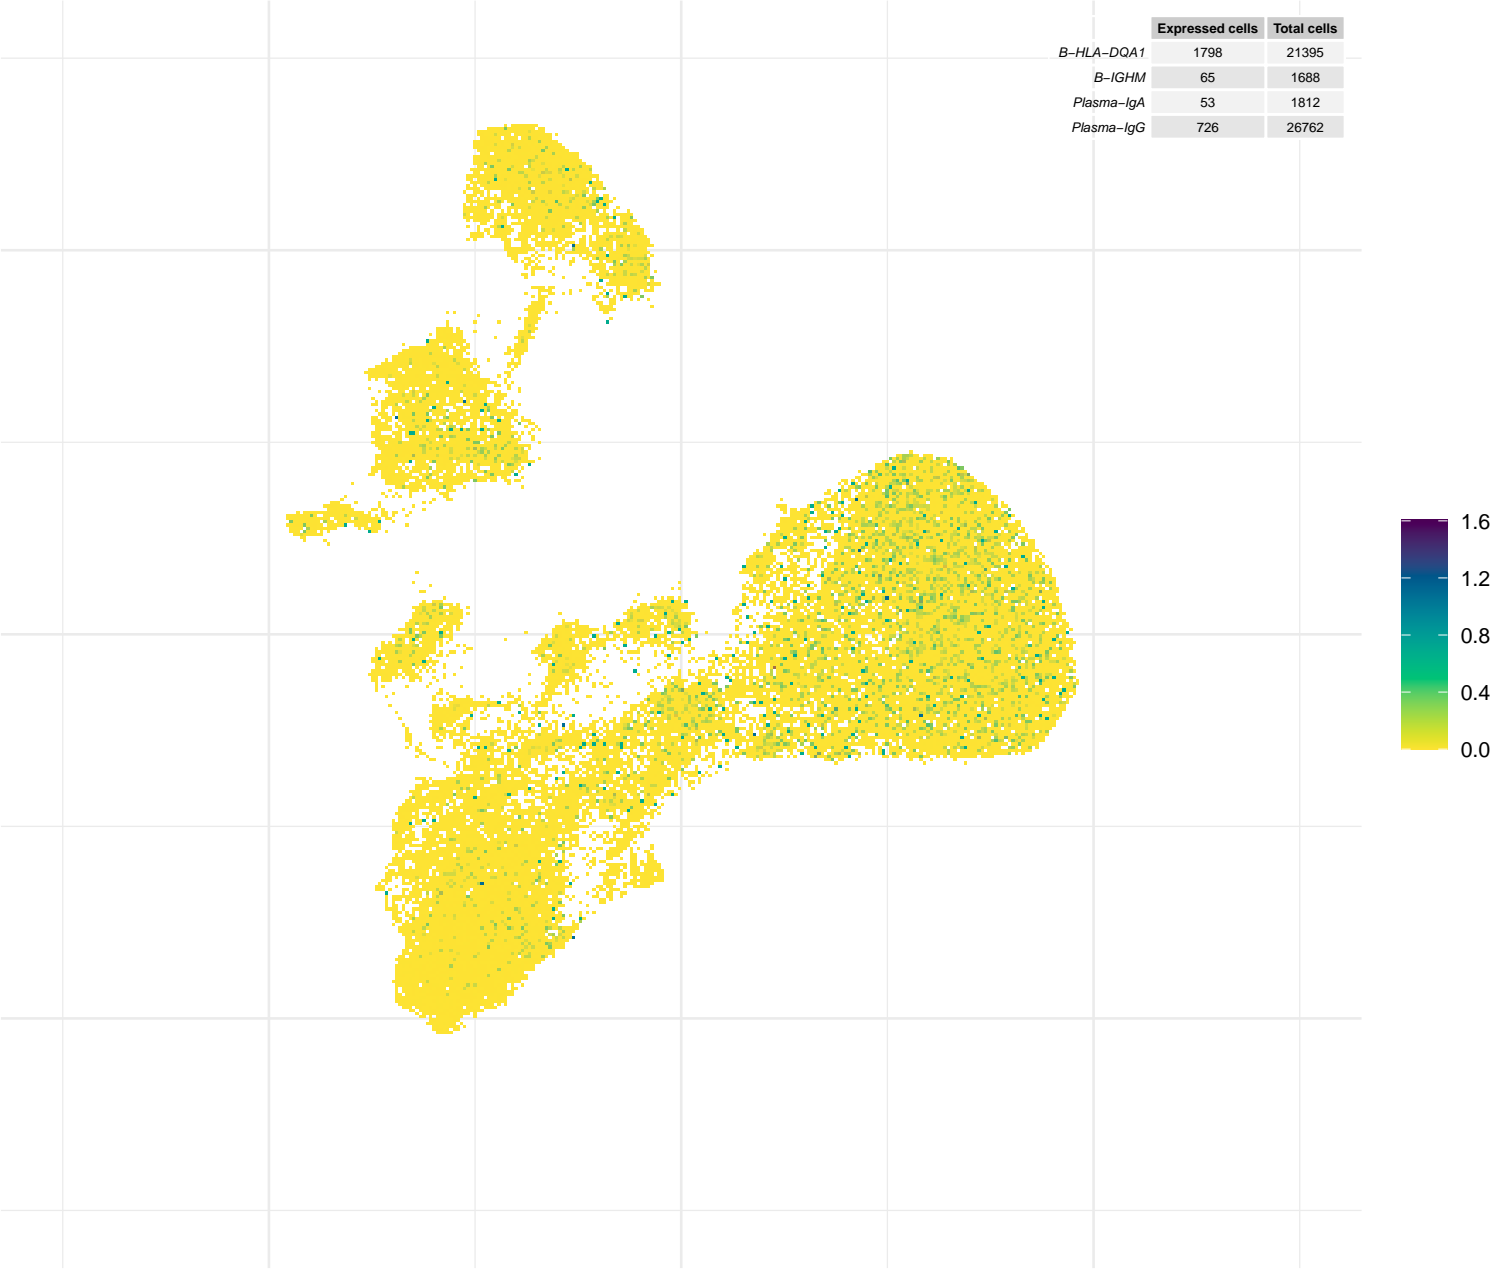 Expressed cells Total cells
B−HLA−DQA1 1798 21395
B−IGHM 65 1688
Plasma−IgA 53 1812
Plasma−IgG 726 26762
1.6
1.2
0.8
0.4
0.0